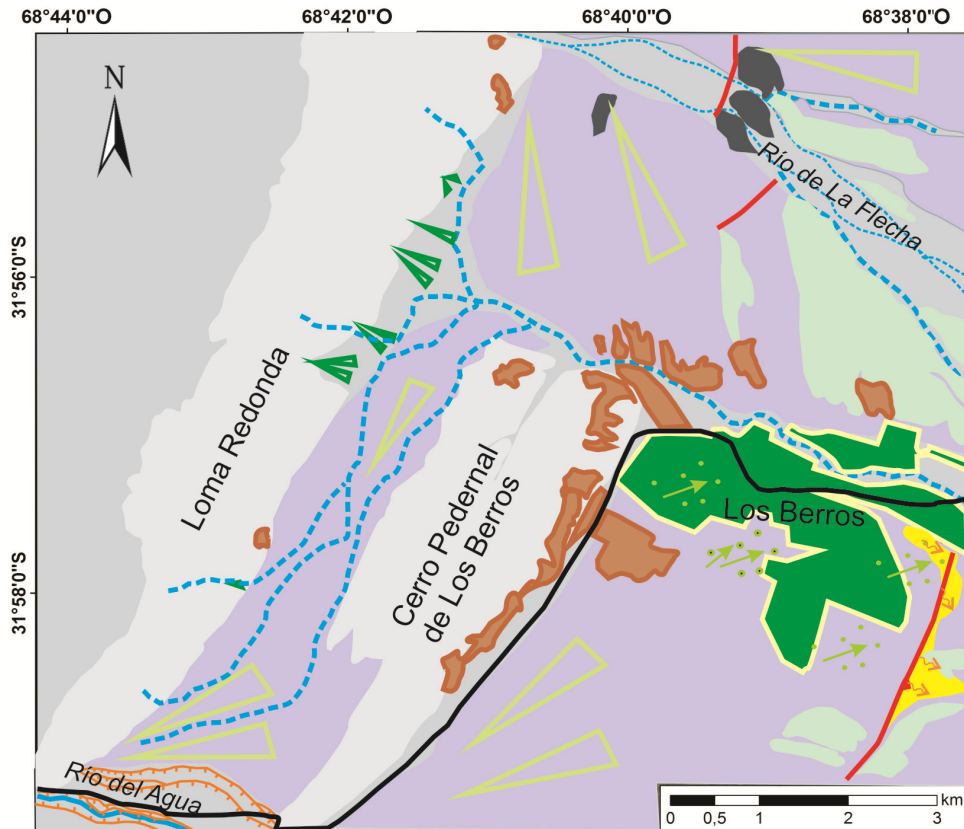 68°44'0"O
68°42'0"O
68°40'0"O
68°38'0"O
N
Río de La Flecha
31°56'0"S
Loma Redonda
Cerro Pedernal
de Los Berros
Los Berros
31°58'0"S
Río del Agua
km
0 0,5 1 2 3